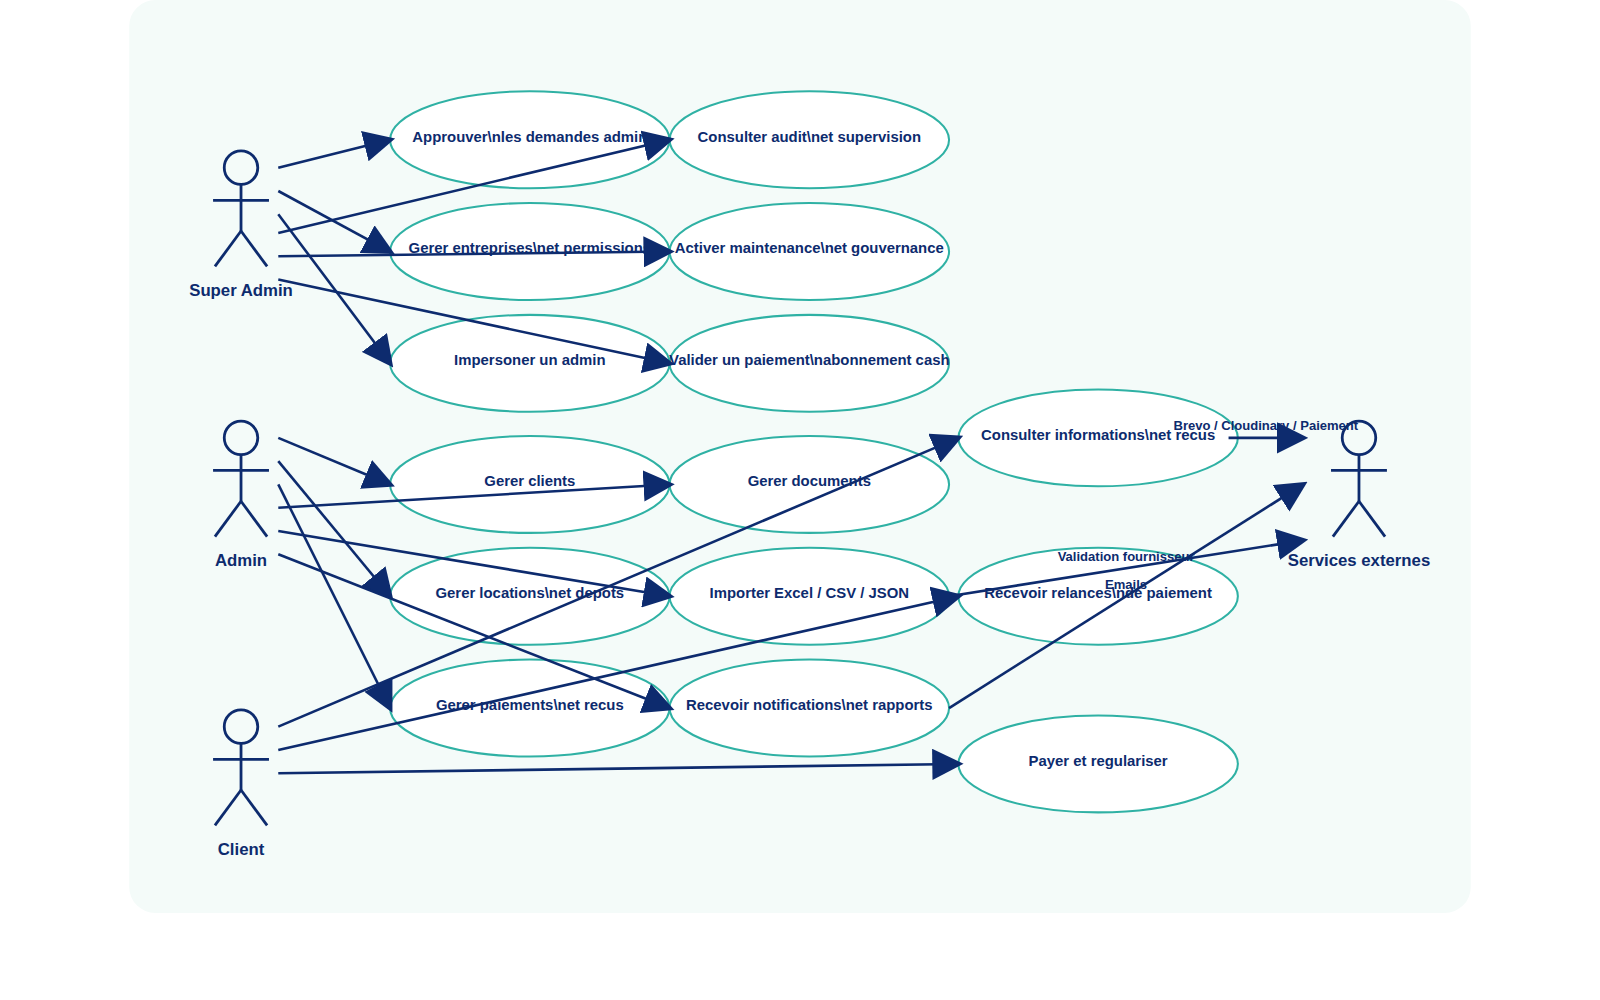 Approuver\nles demandes admin
Consulter audit\net supervision
Gerer entreprises\net permissions
Activer maintenance\net gouvernance
Super Admin
Impersoner un admin
Valider un paiement\nabonnement cash
Brevo / Cloudinary / Paiement
Consulter informations\net recus
Gerer clients
Gerer documents
Admin
Validation fournisseur
Services externes
Emails
Gerer locations\net depots
Importer Excel / CSV / JSON
Recevoir relances\nde paiement
Gerer paiements\net recus
Recevoir notifications\net rapports
Payer et regulariser
Client